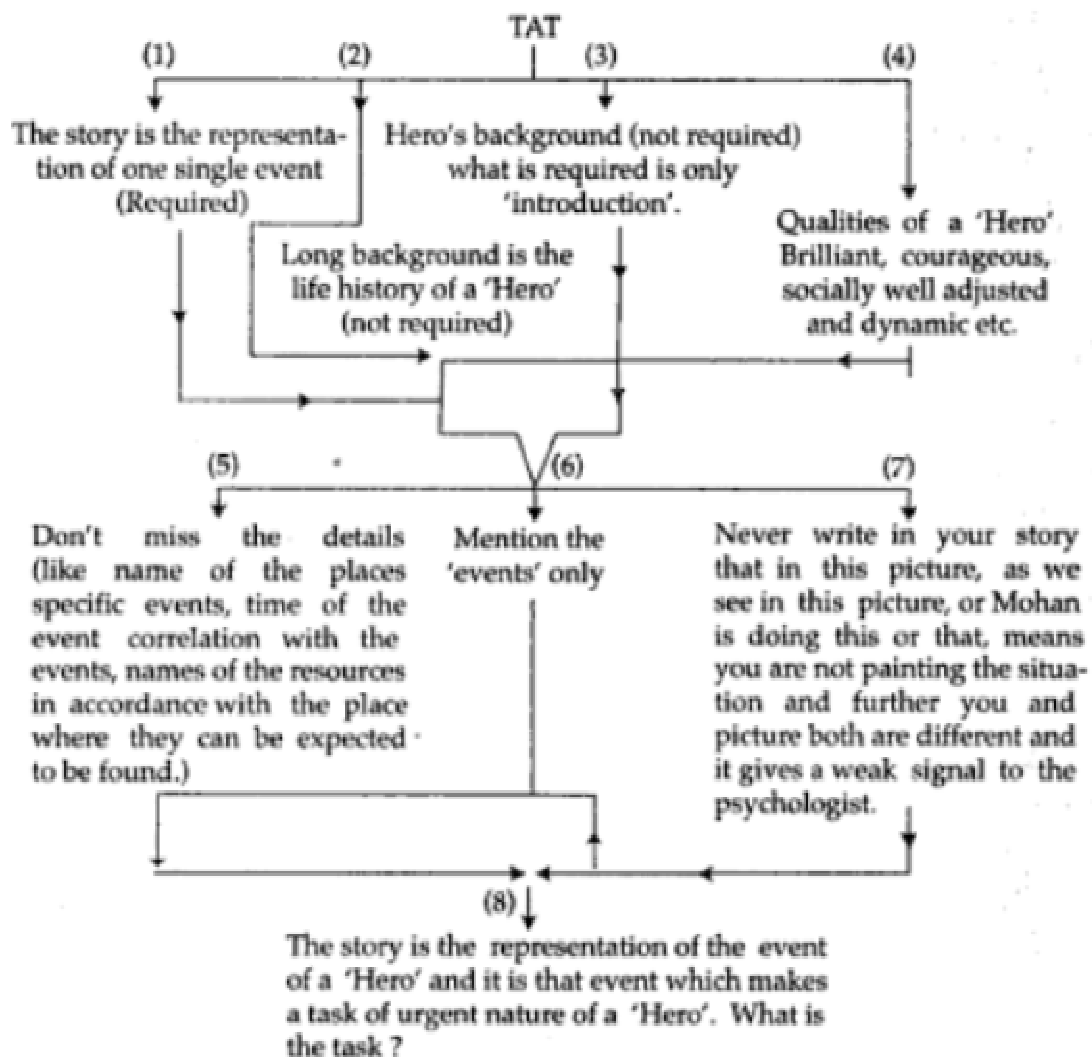 TAT
(1)
(2)
(3)
(4)
The story is the representa-
tion of one single event
(Required)
Hero's background (not required)
what is required is only
'introduction'.
Long background is the
life history of a 'Hero'
(not required)
Qualities of a 'Hero'
Brilliant, courageous,
socially well adjusted
and dynamic etc.
(5)
(6)
(7)
Don't miss the details
(like name of the places
specific events, time of the
event correlation with the
events, names of the resources
in accordance with the place
where they can be expected
to be found.)
Mention the
'events' only
Never write in your story
that in this picture, as we
see in this picture, or Mohan
is doing this or that, means
you are not painting the situa-
tion and further you and
picture both are different and
it gives a weak signal to the
psychologist.
(8)
The story is the representation of the event
of a 'Hero' and it is that event which makes
a task of urgent nature of a 'Hero'. What is
the task ?